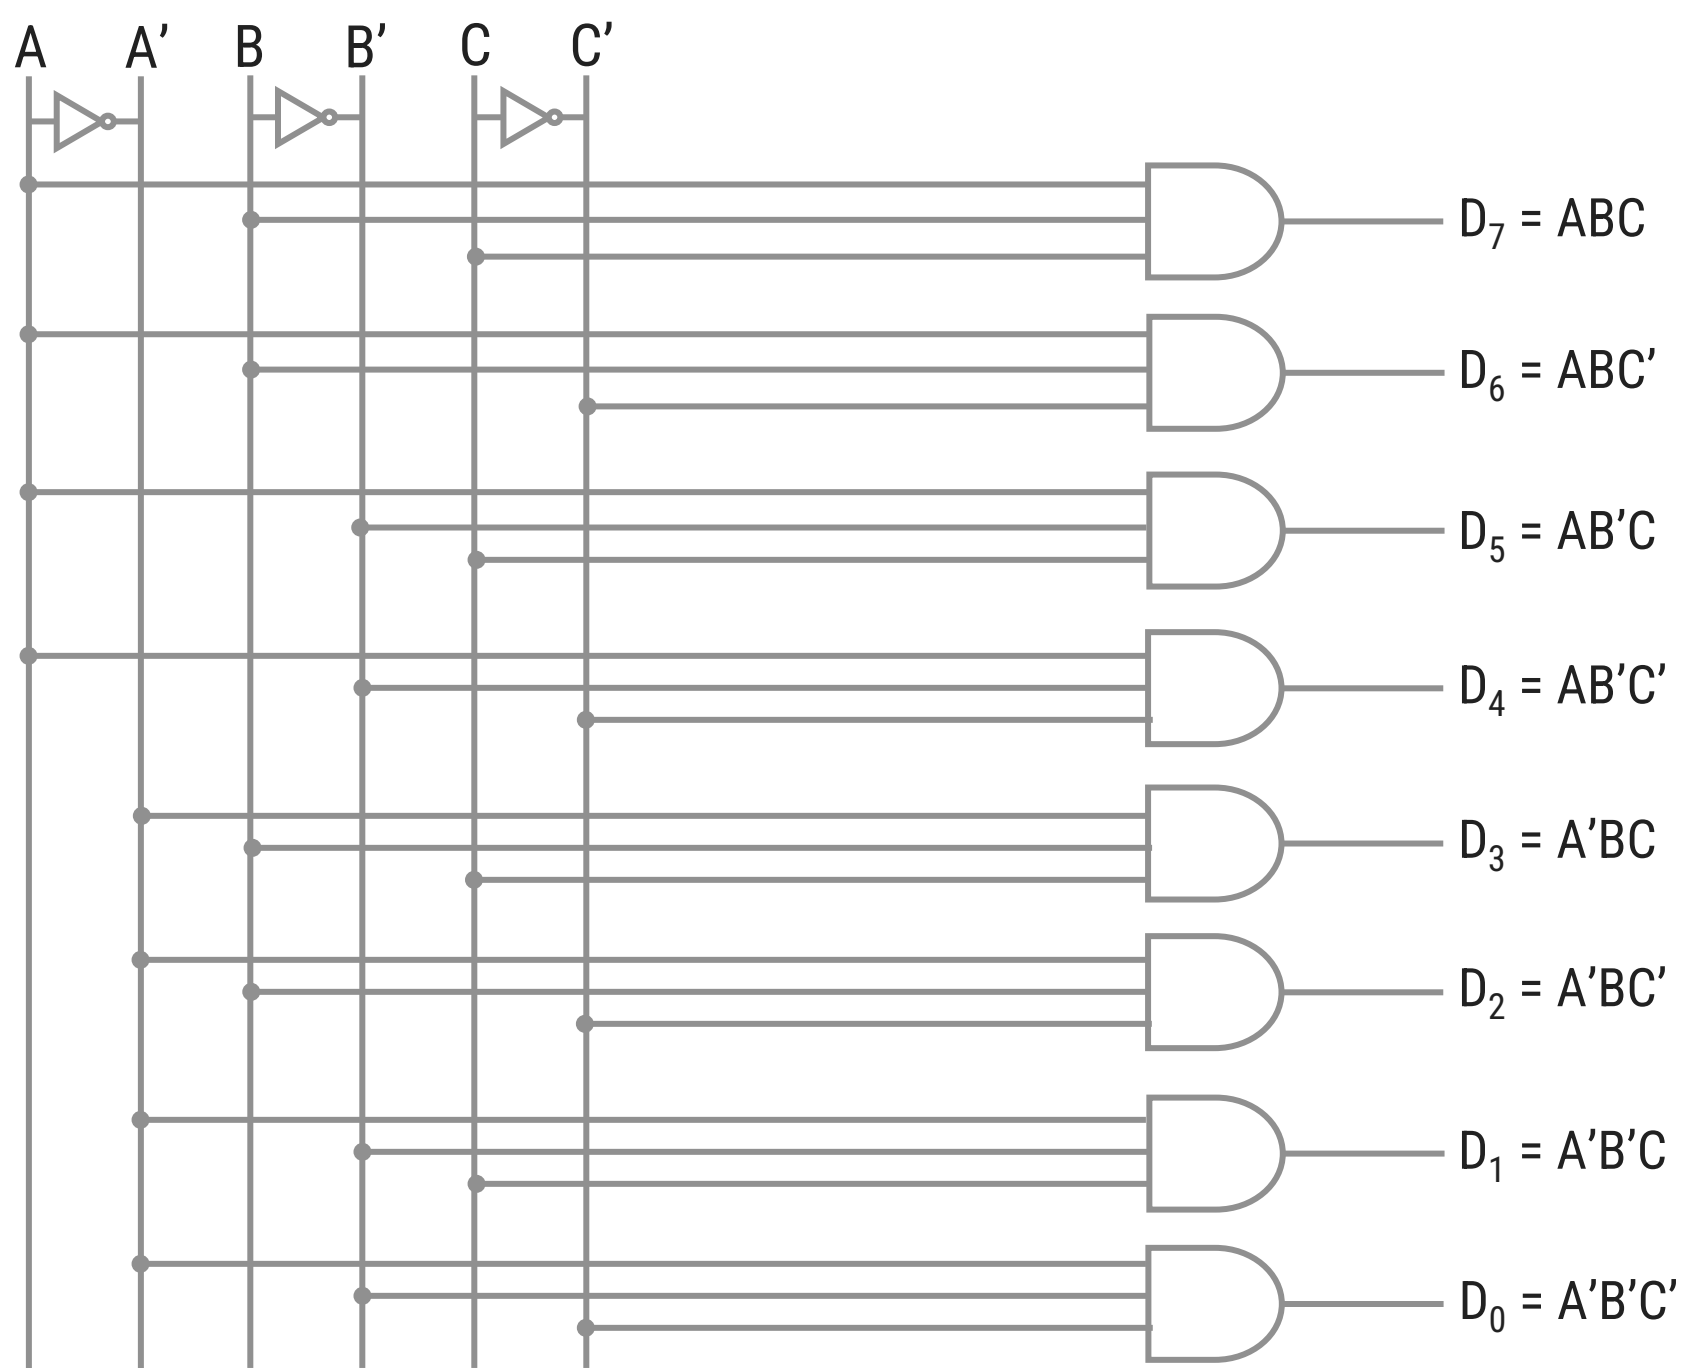 A A’ B B’ C C’
D7 = ABC
D6 = ABC’
D5 = AB’C
D4 = AB’C’
D3 = A’BC
D2 = A’BC’
D1 = A’B’C
D0 = A’B’C’